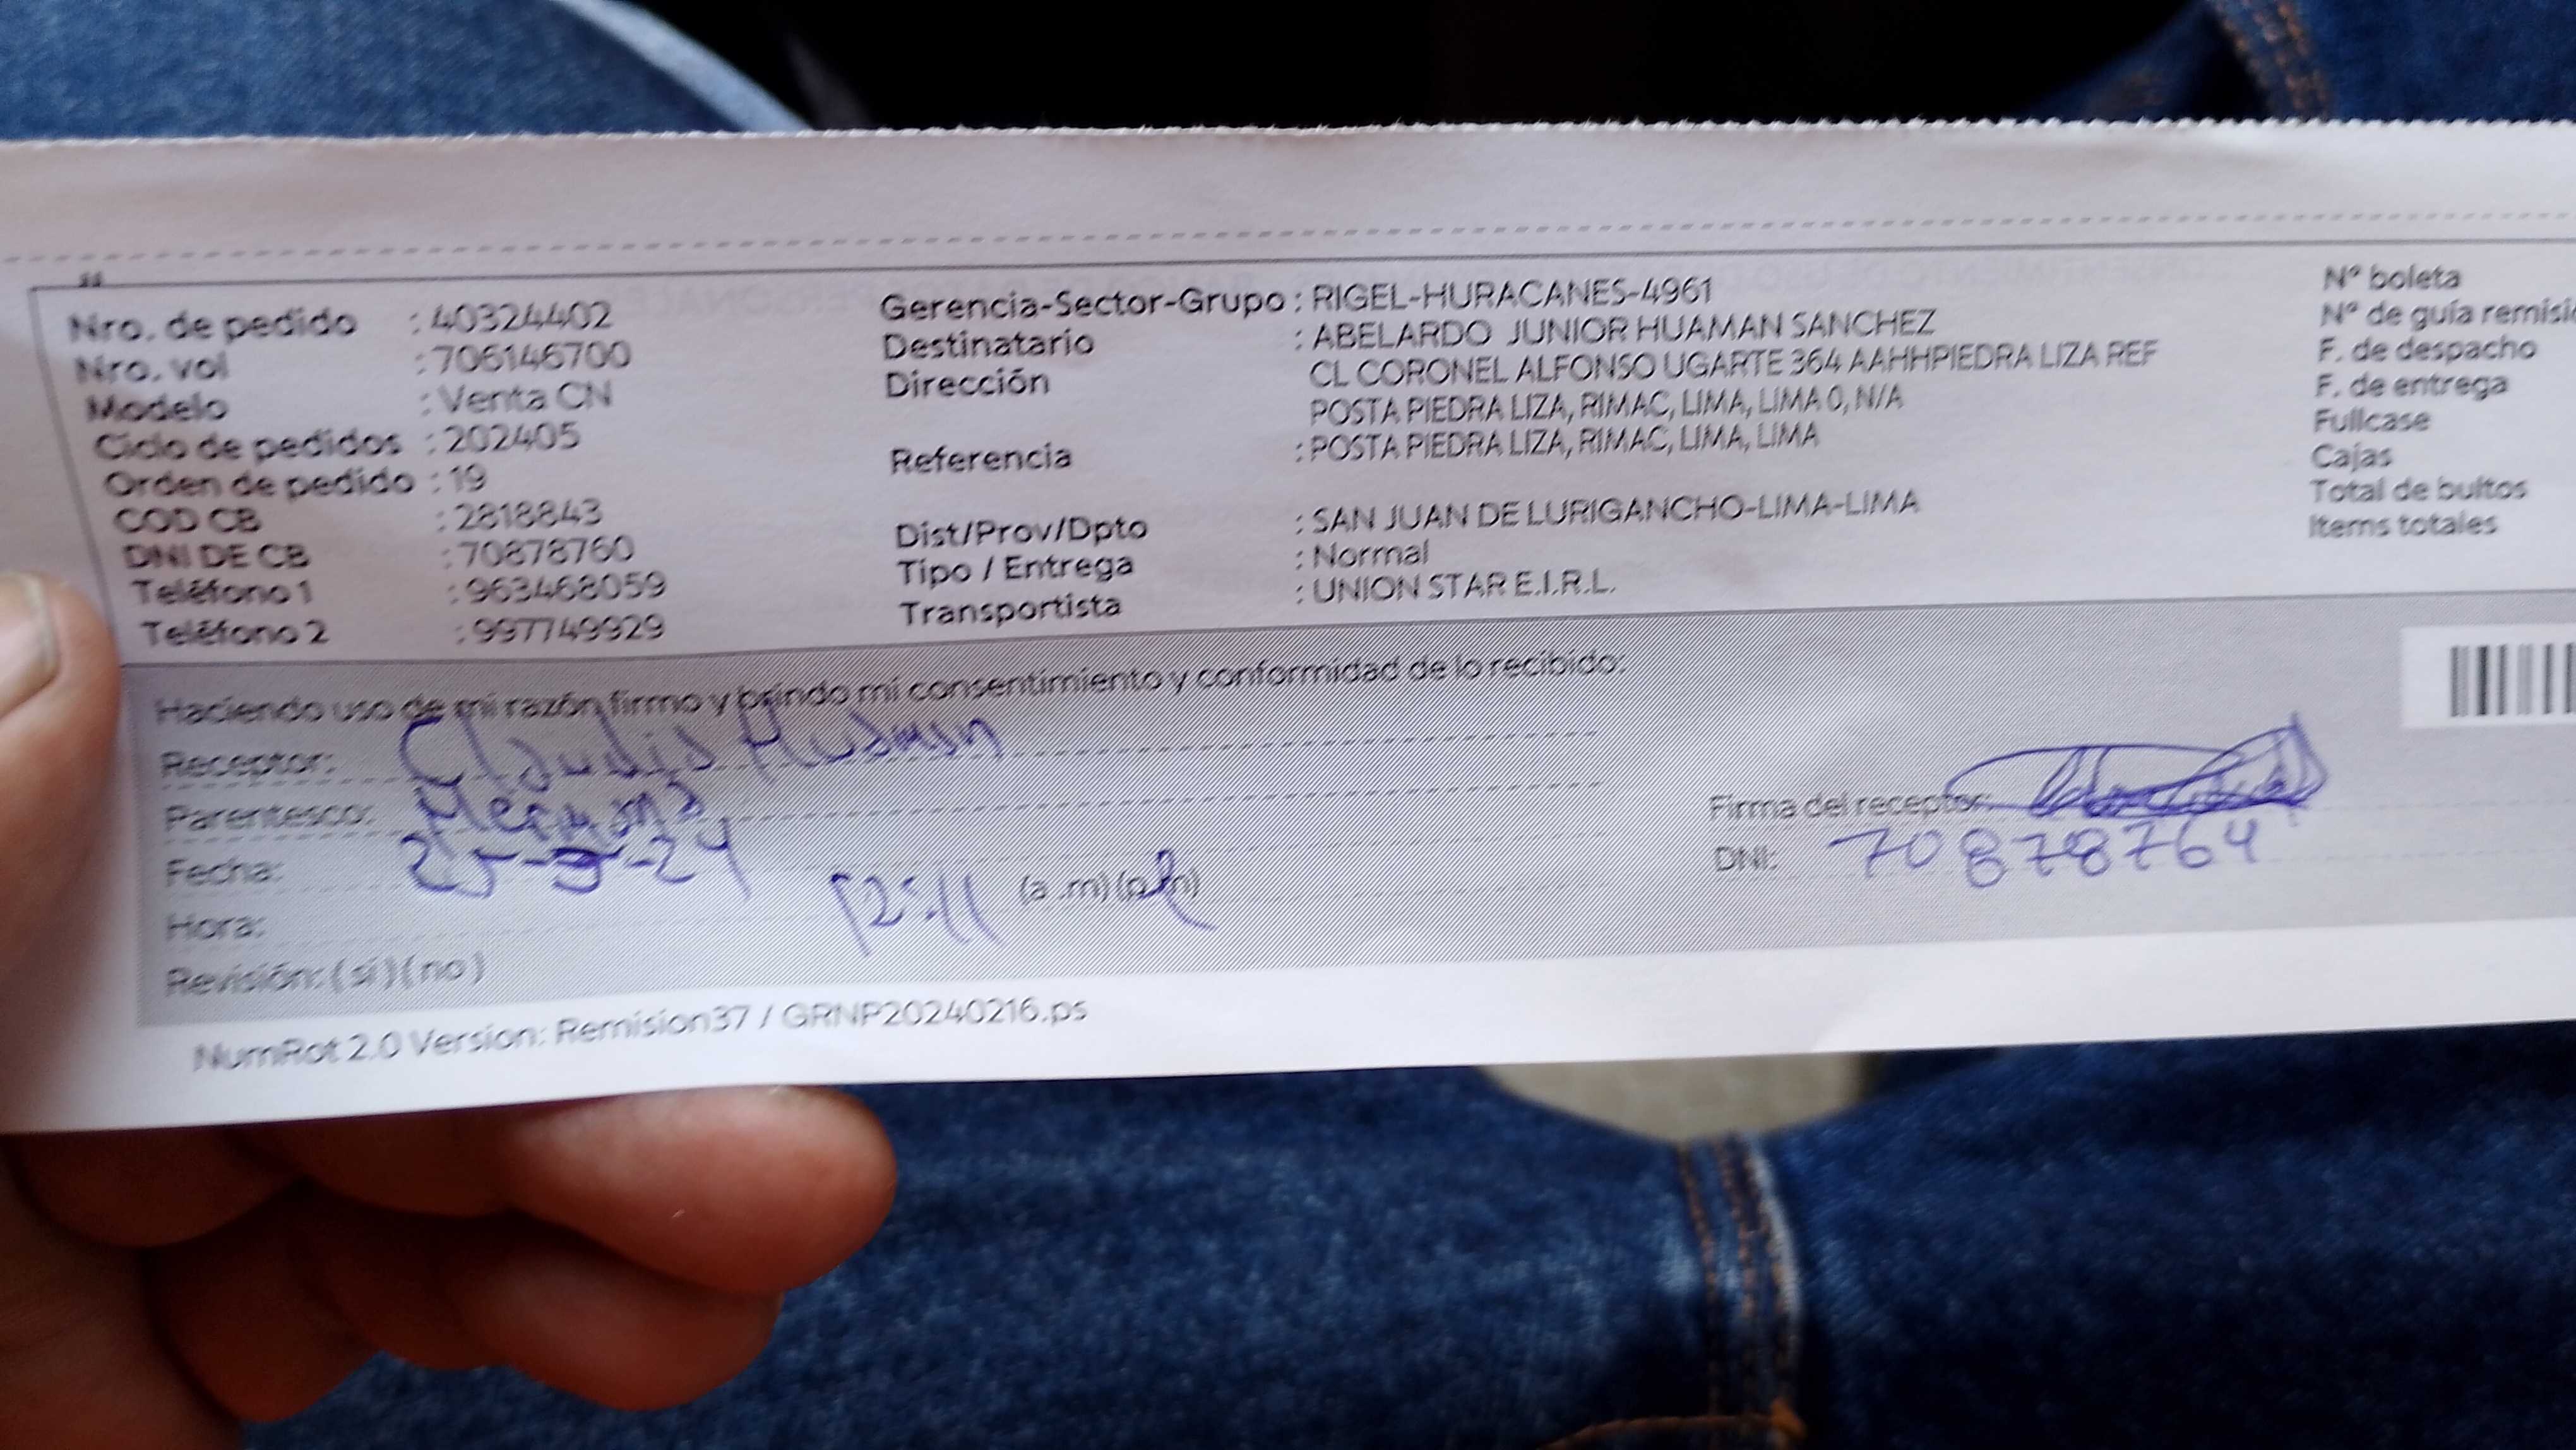 Nro. de pedido : 40324402
Nro. vol : 706146700
Modelo : Venta CN
Ciclo de pedidos : 202405
Orden de pedido : 19
COD CB : 2818843
DNI DE CB : 70878760
Teléfono 1 : 963468059
Teléfono 2 : 997749929
Gerencia-Sector-Grupo : RIGEL-HURACANES-4961
Destinatario : ABELARDO JUNIOR HUAMAN SANCHEZ
Dirección CL CORONEL ALFONSO UGARTE 364 AAHHPIEDRA LIZA REF
POSTA PIEDRA LIZA, RIMAC, LIMA, LIMA 0, N/A
Referencia : POSTA PIEDRA LIZA, RIMAC, LIMA, LIMA
Dist/Prov/Dpto : SAN JUAN DE LURIGANCHO-LIMA-LIMA
Tipo / Entrega : Normal
Transportista : UNION STAR E.I.R.L.
Nº boleta
Nº de guía
F. de despacho
F. de entrega
Fullcase
Cajas
Total de bultos
Items totales
Haciendo uso de mi razón firmo y brindo mi consentimiento y conformidad de lo recibido:
Receptor: Claudia Huaman
Parentesco: Hermana
Fecha: 25-3-24
Hora: 12:11 (a .m) (p.m)
Revisión: (si) (no)
Firma del receptor:
DNI: 70878764
NumRot 2.0 Version: Remision37 / GRNP20240216.ps